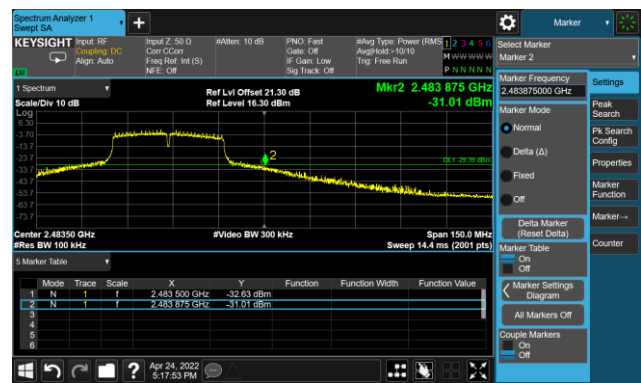 Spectrum Analyzer 1
Swept SA
Marker
KEYSIGHT
Input: RF
Coupling: DC
Align: Auto
Input Z: 50 Ω
Corr CCorr
Freq Ref: Int (S)
NFE: Off
#Atten: 10 dB
PNO: Fast
Gate: Off
IF Gain: Low
Sig Track: Off
#Avg Type: Power (RMS
Avg|Hold:>10/10
Trig: Free Run
1 2 3 4 5 6
M W W W W W
P N N N N N
Select Marker
Marker 2
1 Spectrum
Scale/Div 10 dB
Log
Ref Lvl Offset 21.30 dB
Ref Level 16.30 dBm
Mkr2 2.483 875 GHz
-31.01 dBm
6.30
-3.70
-13.7
-23.7
-33.7
-43.7
-53.7
-63.7
-73.7
2
DL1 -29.39 dBm
Center 2.48350 GHz
#Res BW 100 kHz
#Video BW 300 kHz
Span 150.0 MHz
Sweep 14.4 ms (2001 pts)
5 Marker Table
Mode Trace Scale X Y Function Function Width Function Value
1 N 1 f 2.483 500 GHz -32.63 dBm
2 N 1 f 2.483 875 GHz -31.01 dBm
3
4
5
6
Marker Frequency
2.483875000 GHz
Marker Mode
Normal
Delta (Δ)
Fixed
Off
Delta Marker
(Reset Delta)
Marker Table
On
Off
Marker Settings
Diagram
All Markers Off
Couple Markers
On
Off
Settings
Peak
Search
Pk Search
Config
Properties
Marker
Function
Marker→
Counter
?
Apr 24, 2022
5:17:53 PM